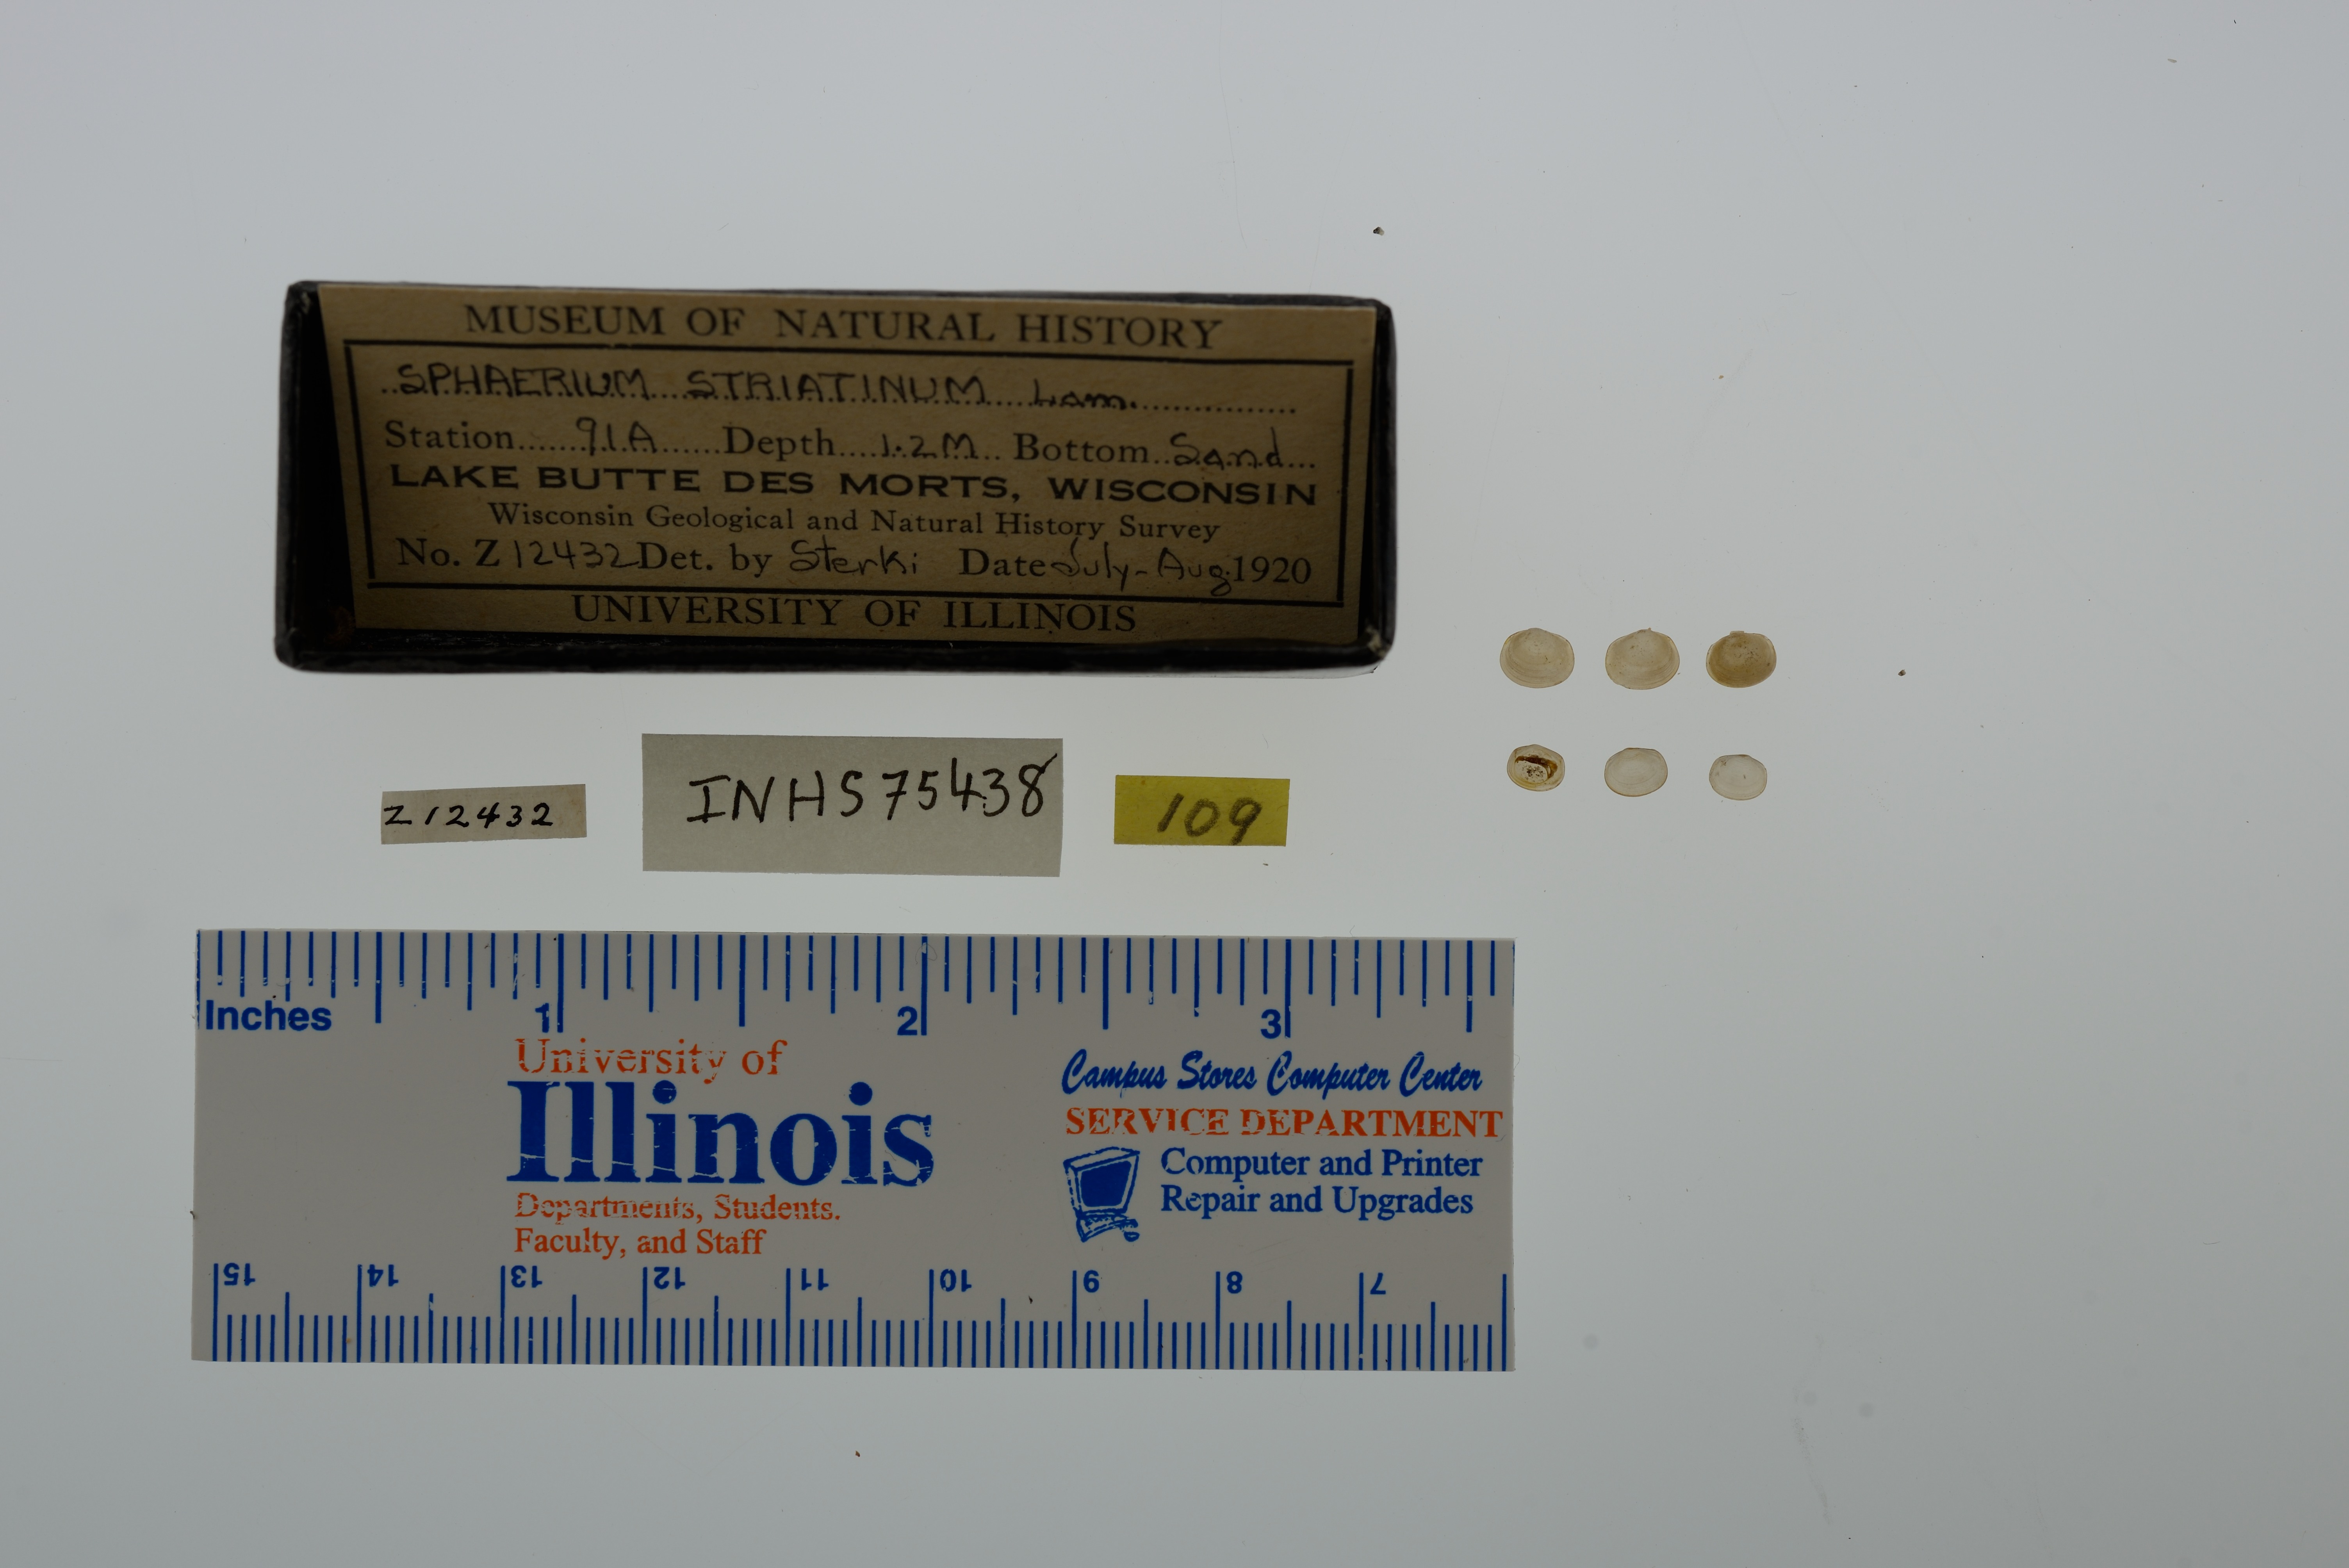 MUSEUM OF NATURAL HISTORY
SPHAERIUM STRIATINUM Lam.
Station 91A Depth 1.2M Bottom Sand
LAKE BUTTE DES MORTS, WISCONSIN
Wisconsin Geological and Natural History Survey
No. Z 12432 Det. by Sterki Date July-Aug. 1920
UNIVERSITY OF ILLINOIS
Z12432
INHS75438
109
Inches 1 2 3
University of
Illinois
Departments, Students,
Faculty, and Staff
Campus Stores Computer Center
SERVICE DEPARTMENT
Computer and Printer
Repair and Upgrades
15 14 13 12 11 10 9 8 7